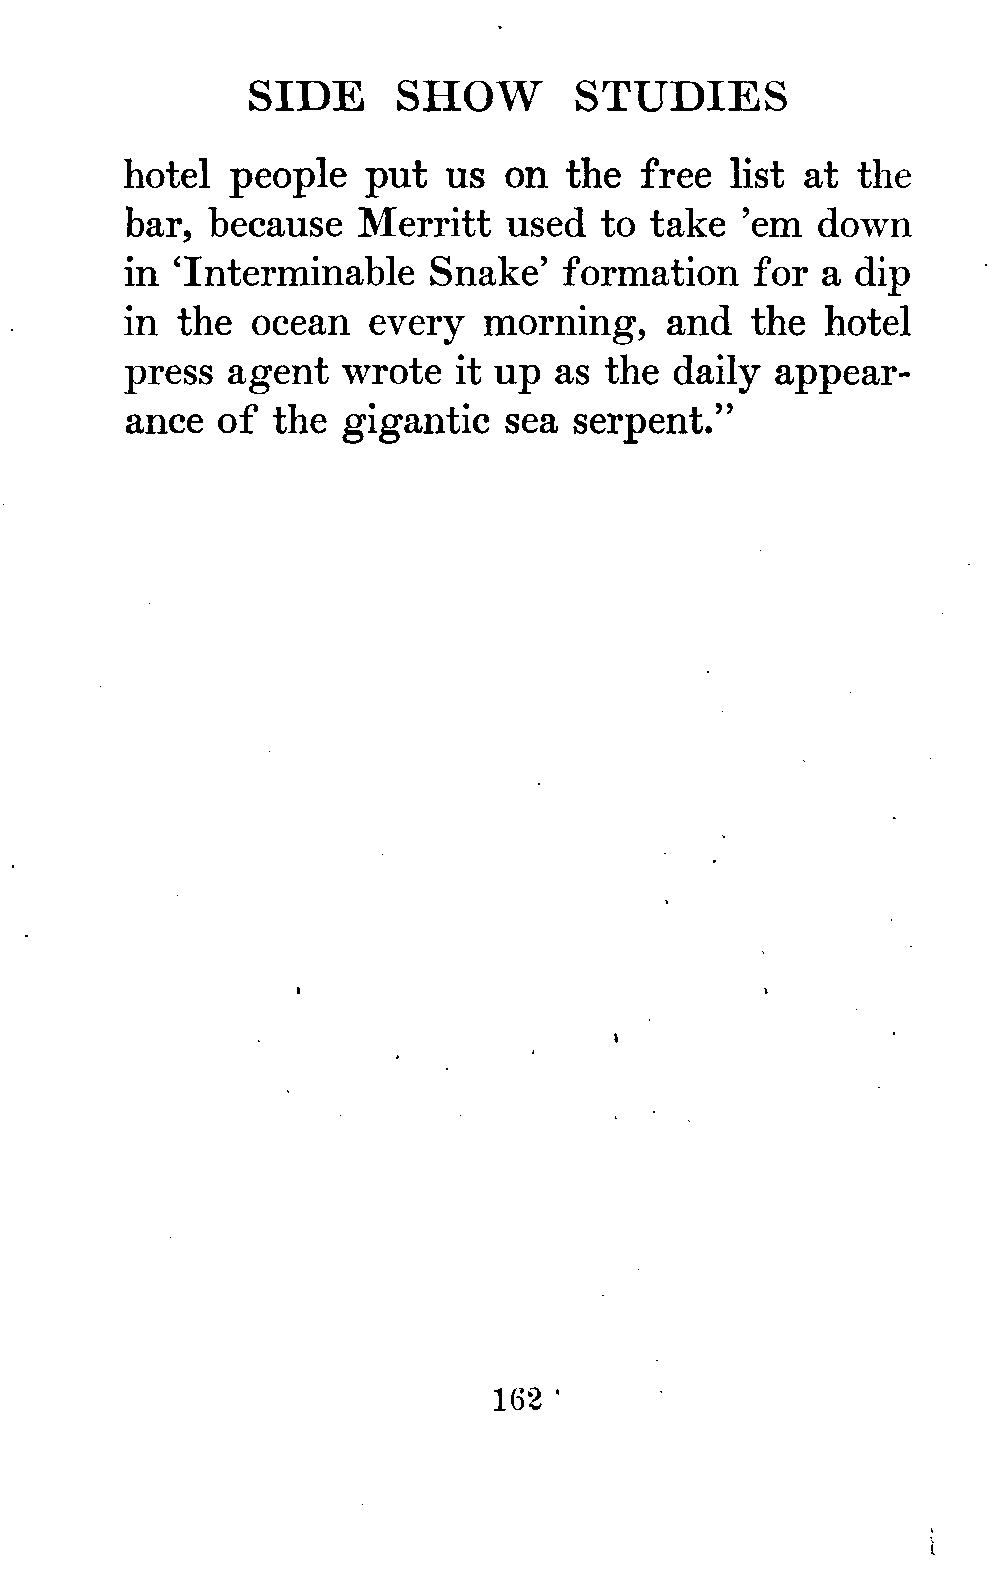 SIDE SHOW STUDIES
hotel people put us on the free list at the
bar, because Merritt used to take ’em down
in ‘Interminable Snake’ formation for a dip
in the ocean every morning, and the hotel
press agent wrote it up as the daily appear-
ance of the gigantic sea serpent.”
162